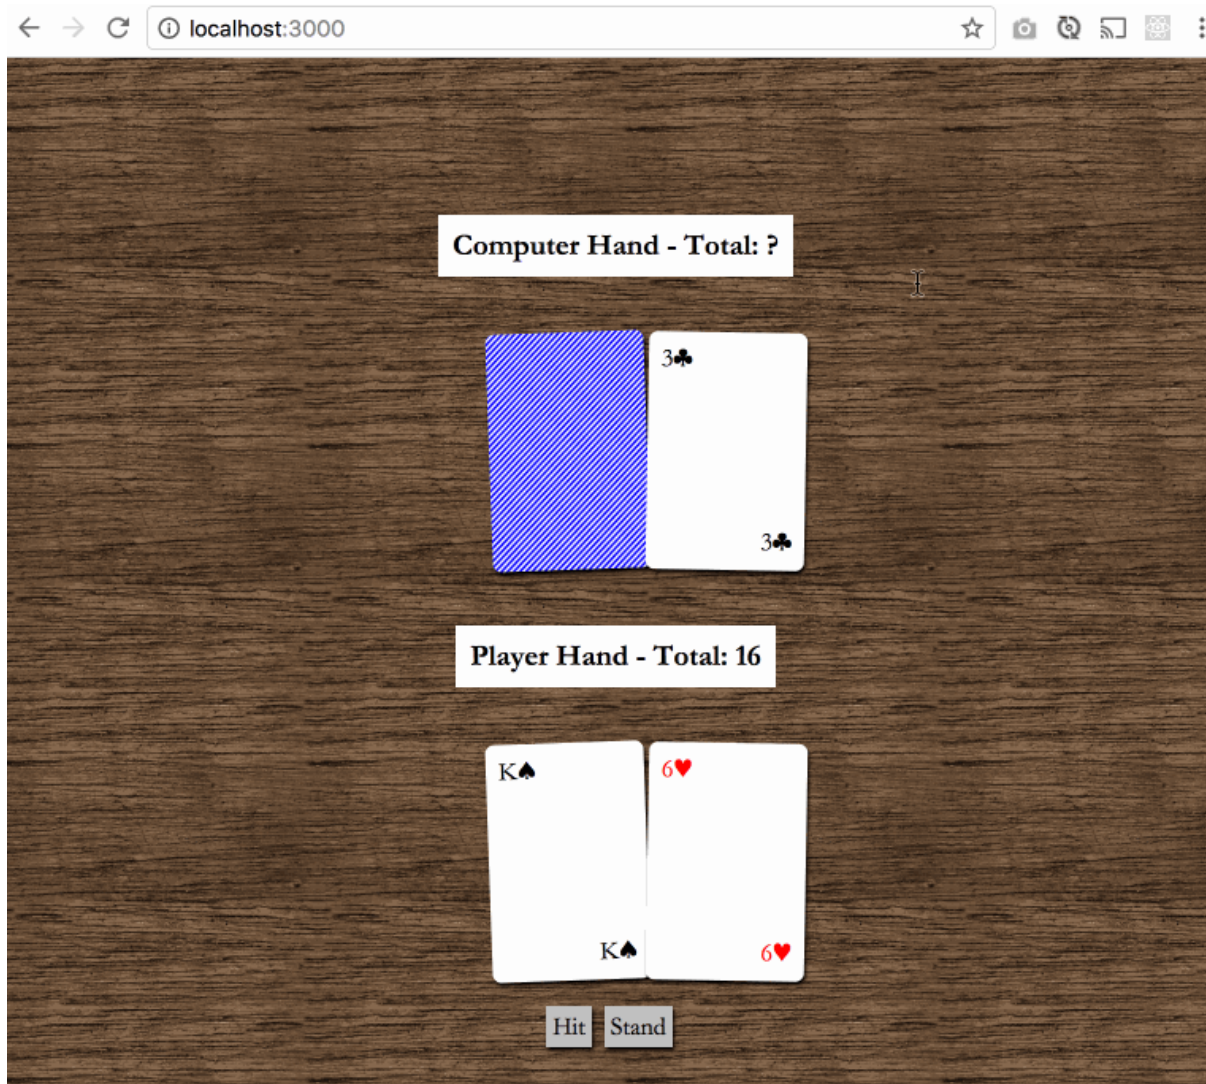 localhost:3000
Computer Hand - Total: ?
3♣
3♣
Player Hand - Total: 16
K♠ 6♥
K♠ 6♥
Hit Stand